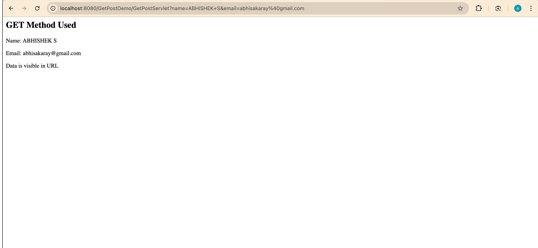 localhost:8080/GetPostDemo/GetPostServlet?name=ABHISHEK+S&email=abhisakaray%40gmail.com
GET Method Used
Name: ABHISHEK S
Email: abhisakaray@gmail.com
Data is visible in URL